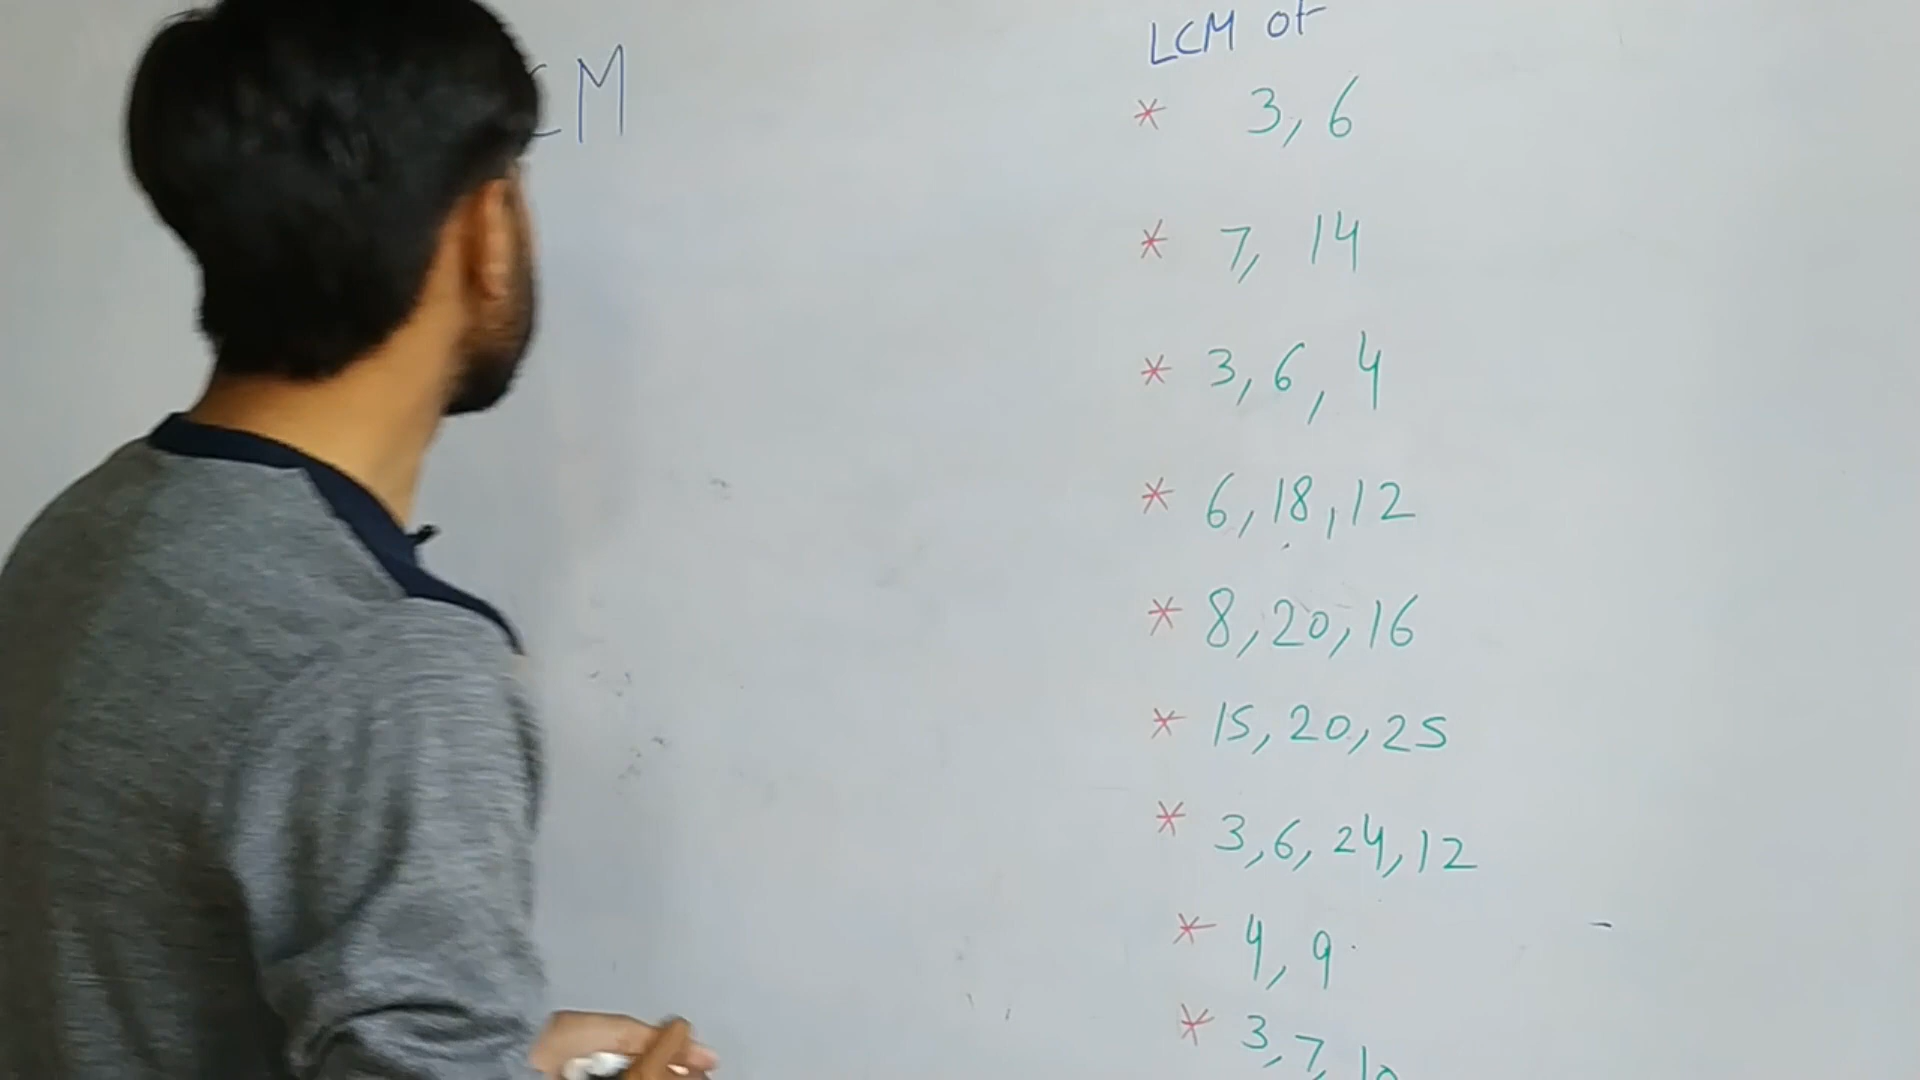 CM
LCM of
* 3, 6
* 7, 14
* 3, 6, 4
* 6, 18, 12
* 8, 20, 16
* 15, 20, 25
* 3, 6, 24, 12
* 4, 9
* 3, 7, 10